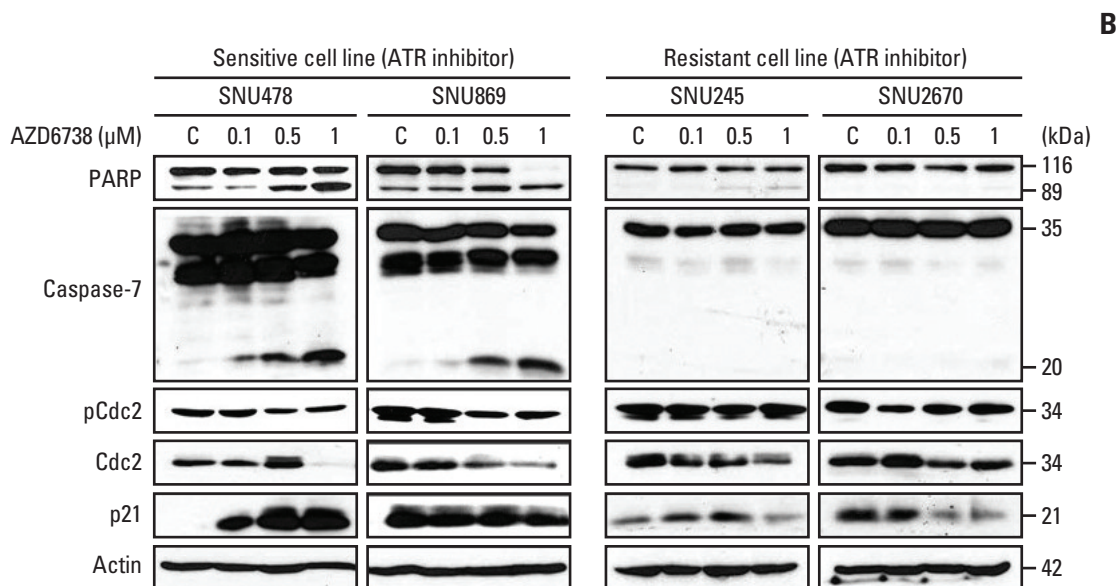 B
Sensitive cell line (ATR inhibitor) Resistant cell line (ATR inhibitor)
SNU478 SNU869 SNU245 SNU2670
AZD6738 (µM) C 0.1 0.5 1 C 0.1 0.5 1 C 0.1 0.5 1 C 0.1 0.5 1 (kDa)
PARP 116
89
Caspase-7 35
20
pCdc2 34
Cdc2 34
p21 21
Actin 42